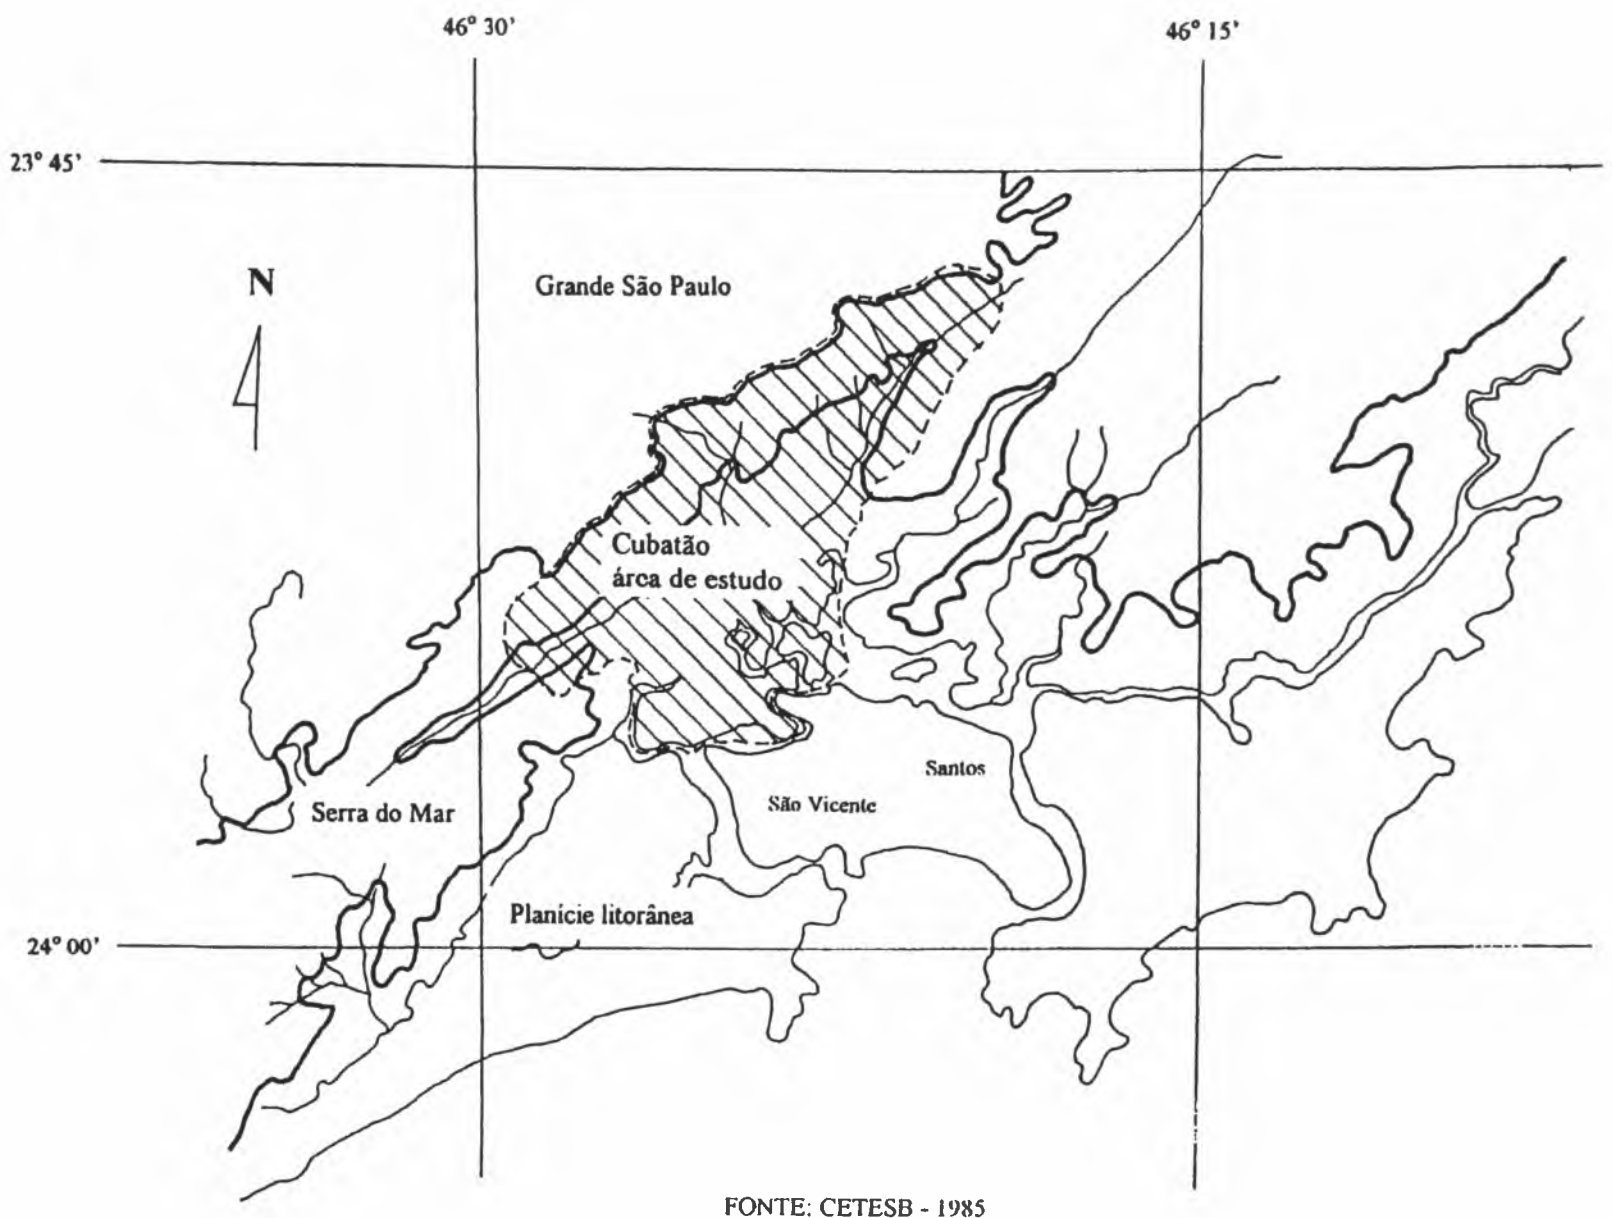 46° 30'
46° 15'
23° 45'
N
Grande São Paulo
Cubatão
área de estudo
Santos
São Vicente
Serra do Mar
Planície litorânea
24° 00'
FONTE: CETESB - 1985